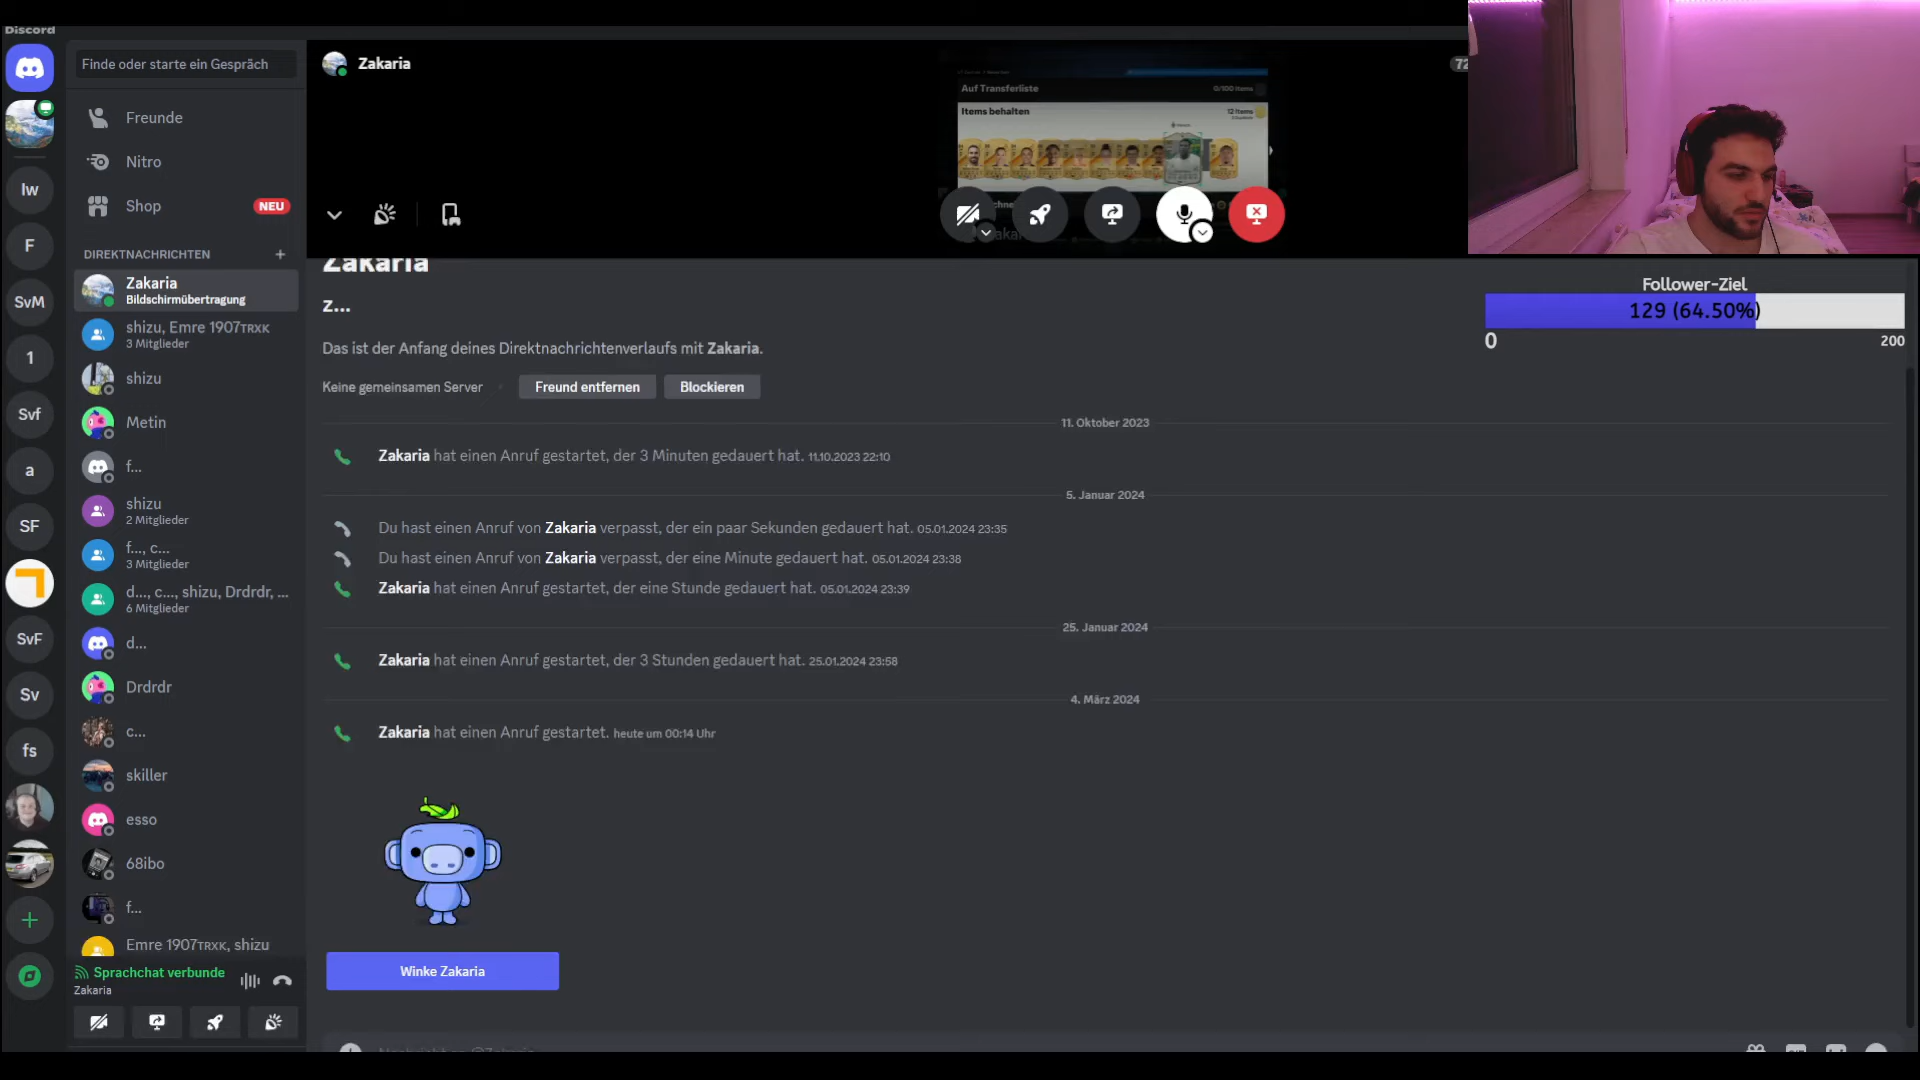 Discord
Finde oder starte ein Gespräch
Freunde
Nitro
Shop
NEU
DIREKTNACHRICHTEN
Zakaria
Bildschirmübertragung
shizu, Emre 1907TRXK
3 Mitglieder
shizu
Metin
f...
shizu
2 Mitglieder
f..., c...
3 Mitglieder
d..., c..., shizu, Drdrdr, ...
6 Mitglieder
d...
Drdrdr
c...
skiller
esso
68ibo
f...
Emre 1907TRXK, shizu
Sprachchat verbunde
Zakaria
lw
F
SvM
1
Svf
a
SF
SvF
Sv
fs
Zakaria
Auf Transferliste
0/100 Items
Items behalten
12 Items
72
Zakaria
z...
Das ist der Anfang deines Direktnachrichtenverlaufs mit Zakaria.
Keine gemeinsamen Server
Freund entfernen
Blockieren
11. Oktober 2023
Zakaria hat einen Anruf gestartet, der 3 Minuten gedauert hat. 11.10.2023 22:10
5. Januar 2024
Du hast einen Anruf von Zakaria verpasst, der ein paar Sekunden gedauert hat. 05.01.2024 23:35
Du hast einen Anruf von Zakaria verpasst, der eine Minute gedauert hat. 05.01.2024 23:38
Zakaria hat einen Anruf gestartet, der eine Stunde gedauert hat. 05.01.2024 23:39
25. Januar 2024
Zakaria hat einen Anruf gestartet, der 3 Stunden gedauert hat. 25.01.2024 23:58
4. März 2024
Zakaria hat einen Anruf gestartet. heute um 00:14 Uhr
Winke Zakaria
Follower-Ziel
129 (64.50%)
0
200